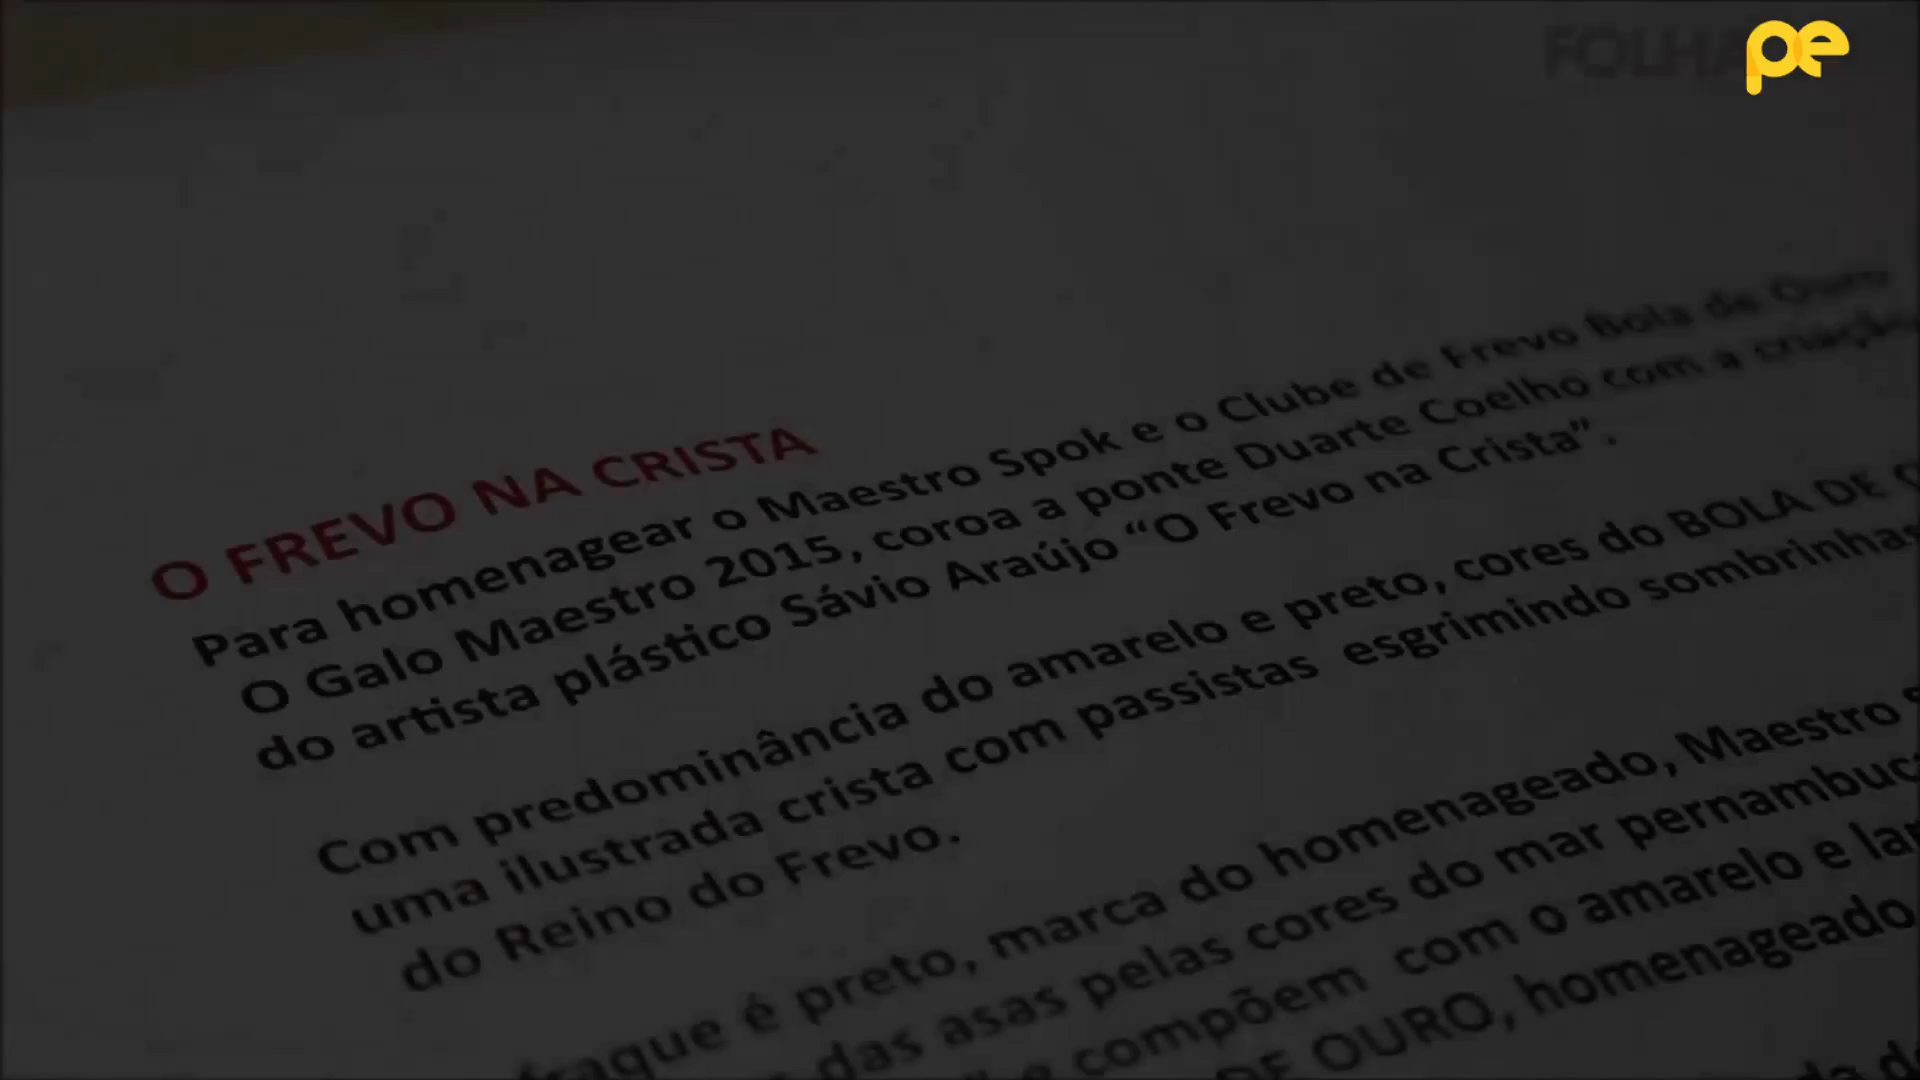 FOLHA
pe
O FREVO NA CRISTA
Para homenagear o Maestro Spok e o Clube de Frevo Bola de Ouro
O Galo Maestro 2015, coroa a ponte Duarte Coelho com a criação
do artista plástico Sávio Araújo “O Frevo na Crista”.
Com predominância do amarelo e preto, cores do BOLA DE
uma ilustrada crista com passistas esgrimindo sombrinhas
do Reino do Frevo.
fraque é preto, marca do homenageado, Maestro
das asas pelas cores do mar
e compõem com o amarelo e
DE OURO, homenageado